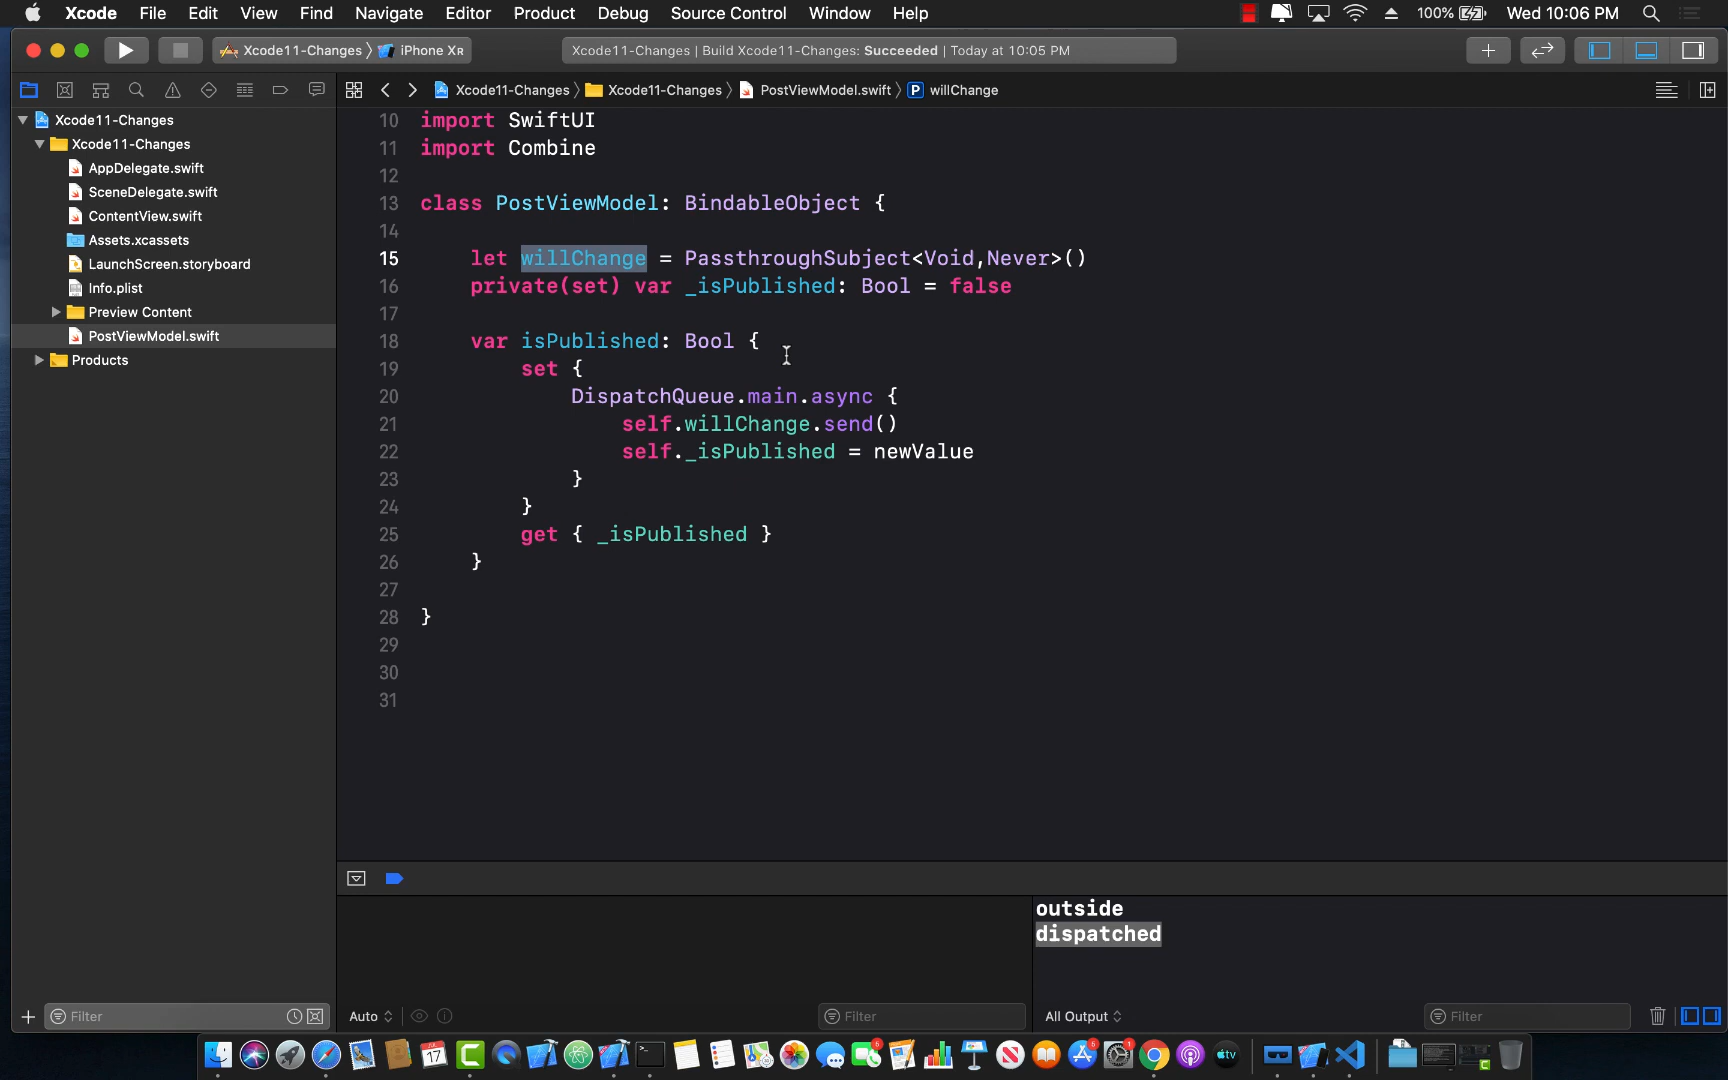 Xcode File Edit View Find Navigate Editor Product Debug Source Control Window Help 100% Wed 10:06 PM
Xcode11-Changes iPhone XR Xcode11-Changes | Build Xcode11-Changes: Succeeded | Today at 10:05 PM
Xcode11-Changes Xcode11-Changes PostViewModel.swift P willChange
Xcode11-Changes
Xcode11-Changes
AppDelegate.swift
SceneDelegate.swift
ContentView.swift
Assets.xcassets
LaunchScreen.storyboard
Info.plist
Preview Content
PostViewModel.swift
Products
10 import SwiftUI
11 import Combine
12
13 class PostViewModel: BindableObject {
14
15 let willChange = PassthroughSubject<Void,Never>()
16 private(set) var _isPublished: Bool = false
17
18 var isPublished: Bool {
19 set {
20 DispatchQueue.main.async {
21 self.willChange.send()
22 self._isPublished = newValue
23 }
24 }
25 get { _isPublished }
26 }
27
28 }
29
30
31
outside
dispatched
Filter Auto Filter All Output Filter
17 tv